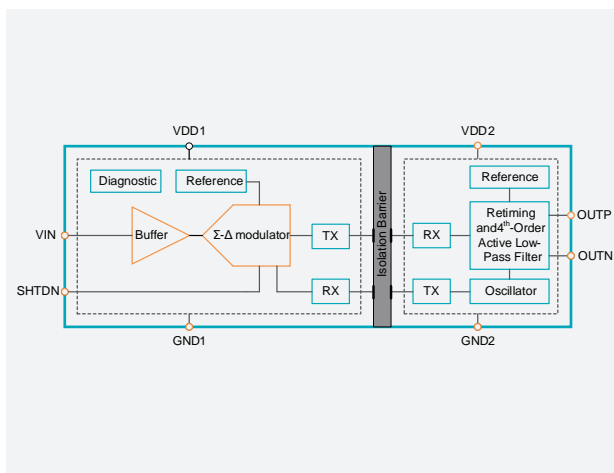 VDD1
VDD2
Diagnostic
Reference
Reference
VIN
Buffer
Σ-Δ modulator
TX
Isolation Barrier
RX
Retiming
and4th-Order
Active Low-
Pass Filter
OUTP
OUTN
SHTDN
RX
TX
Oscillator
GND1
GND2